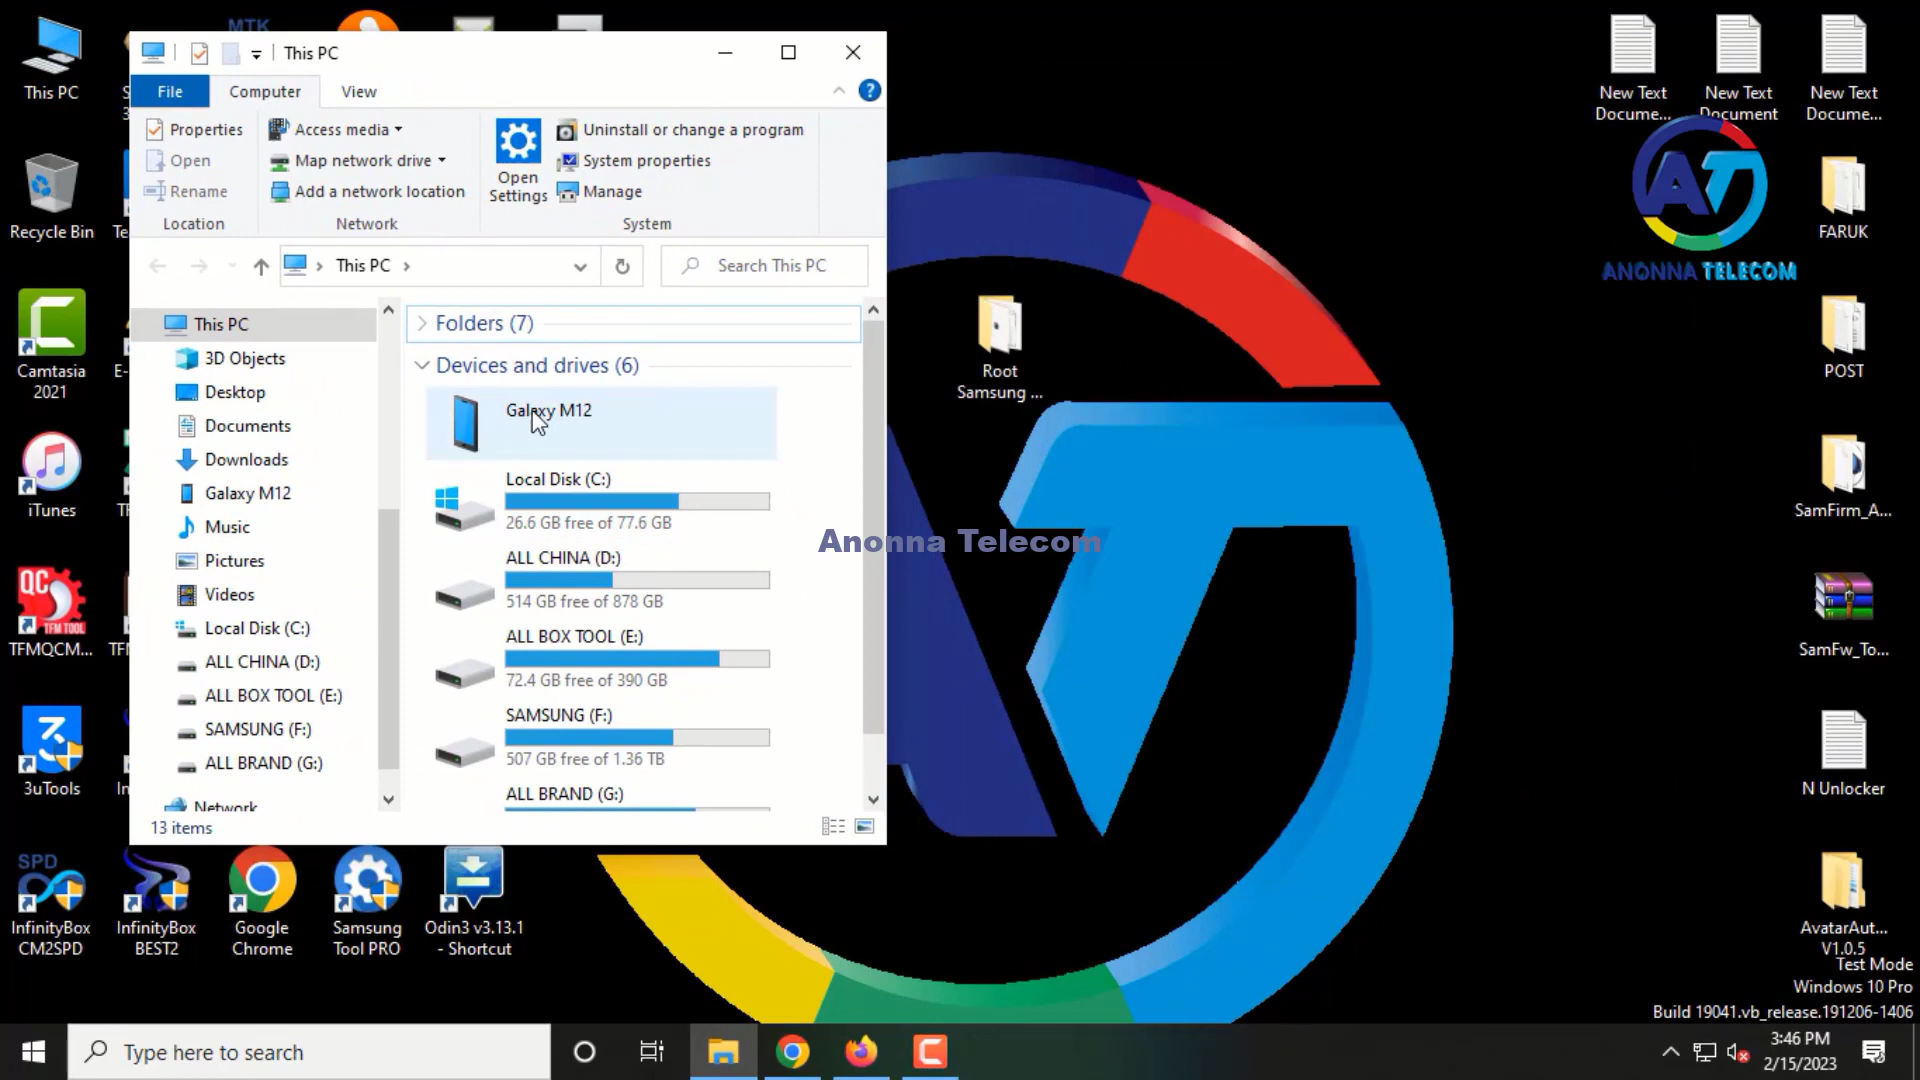 This PC
Recycle Bin
Camtasia
2021
iTunes
TFM TOOL
TFMQCM...
3uTools
SPD
InfinityBox
CM2SPD
MTK
InfinityBox
BEST2
Google
Chrome
Samsung
Tool PRO
Odin3 v3.13.1
- Shortcut
This PC
File
Computer
View
Properties
Open
Rename
Location
Access media
Map network drive
Add a network location
Network
Open
Settings
Uninstall or change a program
System properties
Manage
System
This PC
Search This PC
This PC
3D Objects
Desktop
Documents
Downloads
Galaxy M12
Music
Pictures
Videos
Local Disk (C:)
ALL CHINA (D:)
ALL BOX TOOL (E:)
SAMSUNG (F:)
ALL BRAND (G:)
Network
Folders (7)
Devices and drives (6)
Galaxy M12
Local Disk (C:)
26.6 GB free of 77.6 GB
ALL CHINA (D:)
514 GB free of 878 GB
ALL BOX TOOL (E:)
72.4 GB free of 390 GB
SAMSUNG (F:)
507 GB free of 1.36 TB
ALL BRAND (G:)
13 items
Root
Samsung ...
Anonna Telecom
New Text
Docume...
New Text
Document
New Text
Docume...
AT
ANONNA TELECOM
FARUK
POST
SamFirm_A...
SamFw_To...
N Unlocker
AvatarAut...
V1.0.5
Test Mode
Windows 10 Pro
Build 19041.vb_release.191206-1406
Type here to search
3:46 PM
2/15/2023